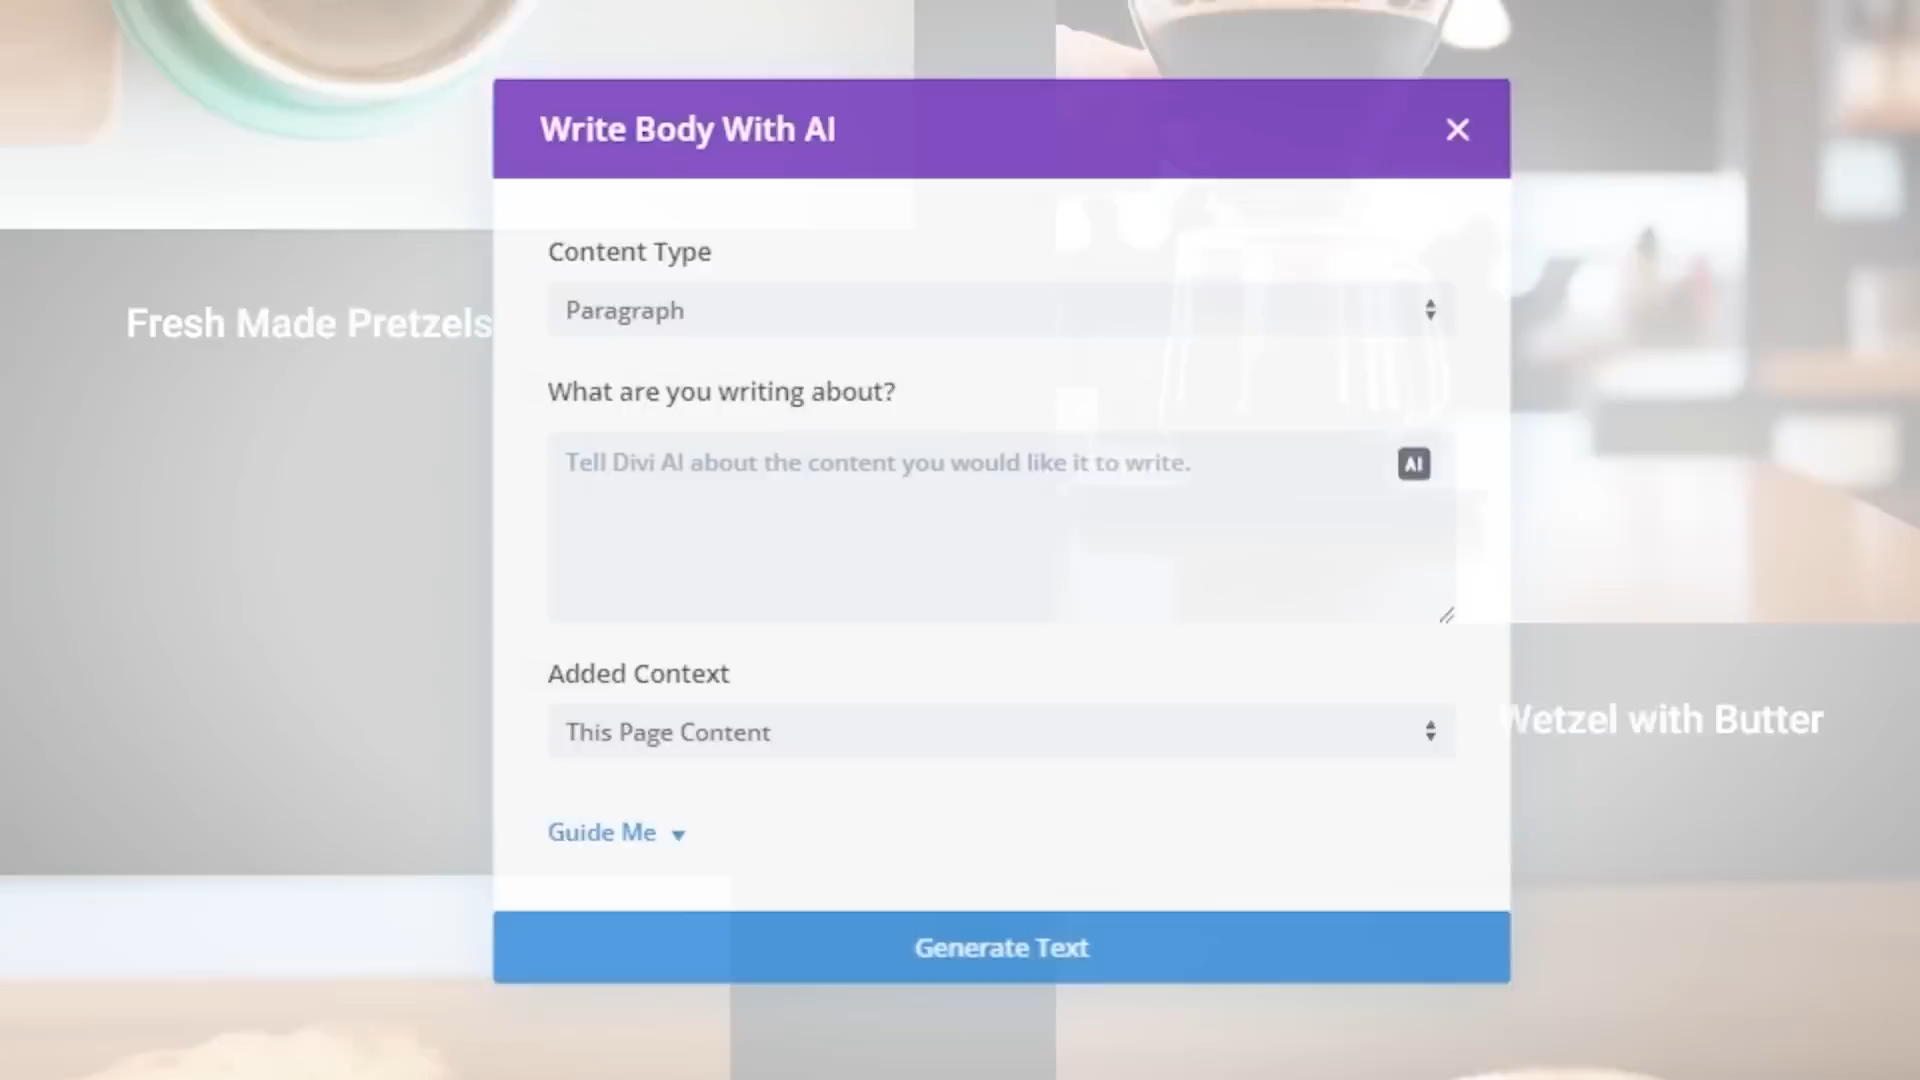 Write Body With AI
Content Type
Fresh Made Pretzels
Paragraph
What are you writing about?
Tell Divi AI about the content you would like it to write.
AI
Added Context
This Page Content
Wetzel with Butter
Guide Me
Generate Text